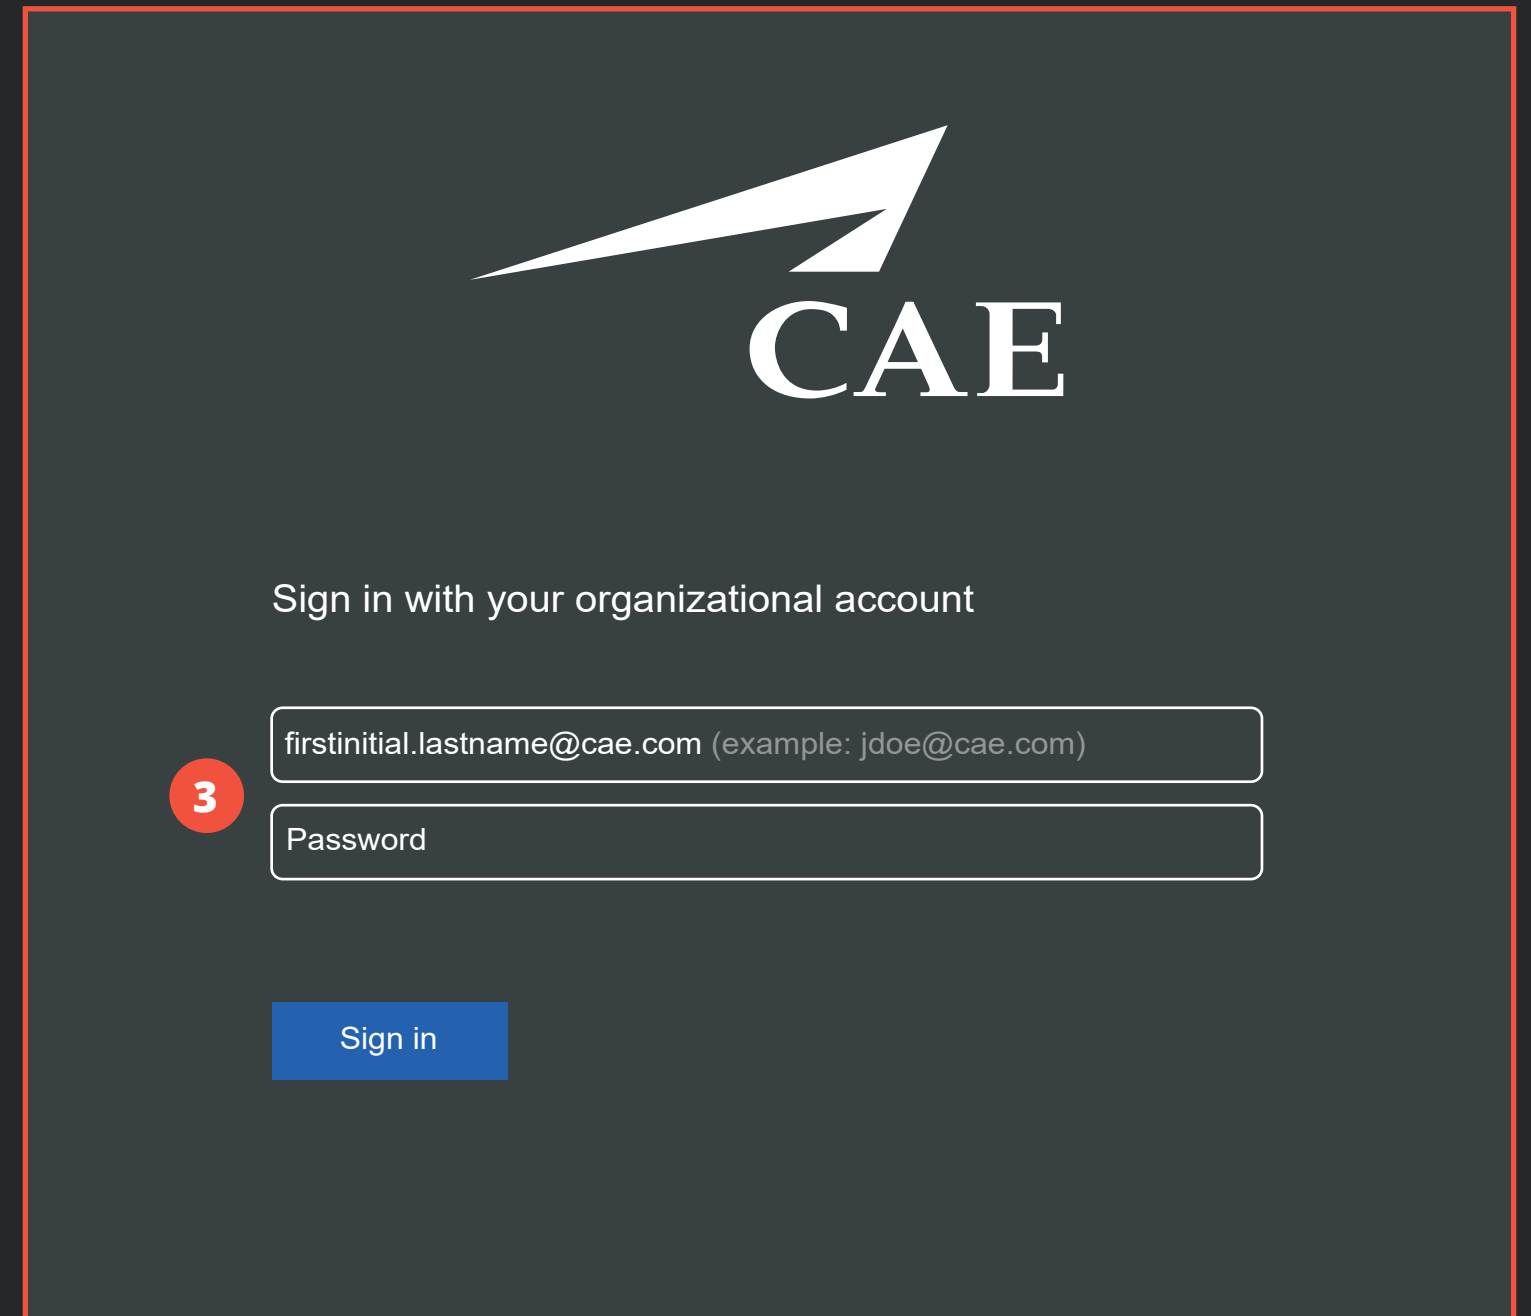 CAE
Sign in with your organizational account
firstinitial.lastname@cae.com (example: jdoe@cae.com)
3
Password
Sign in